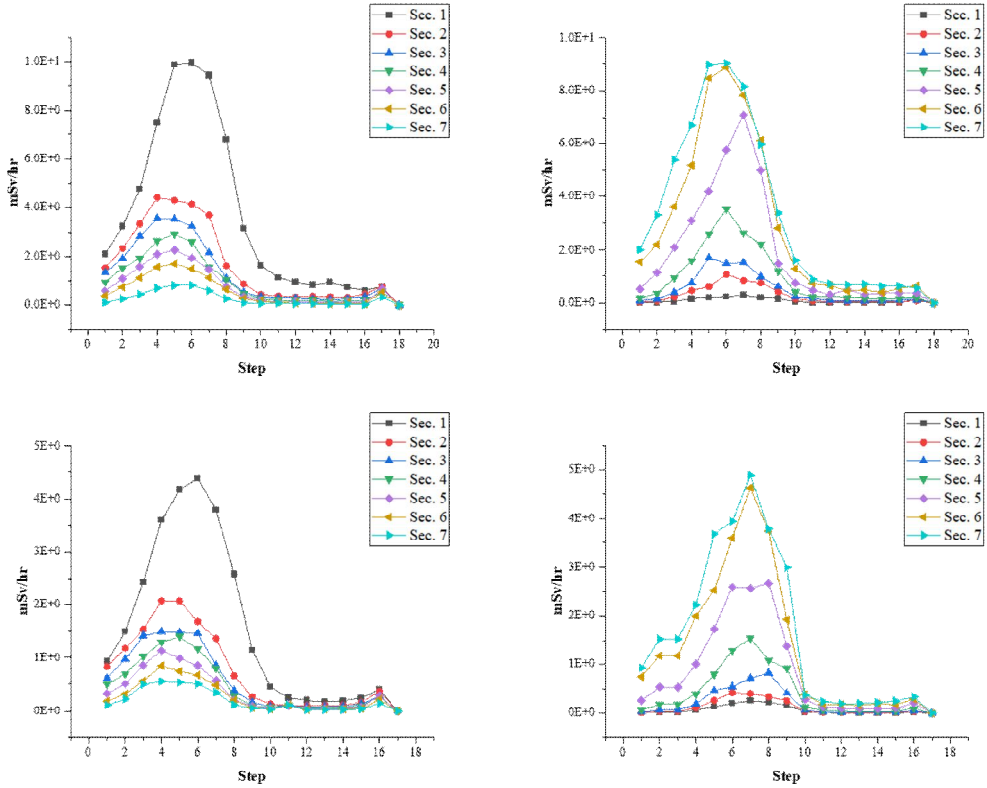 Sec. 1
Sec. 2
Sec. 3
Sec. 4
Sec. 5
Sec. 6
Sec. 7
1.0E+1
8.0E+0
6.0E+0
4.0E+0
2.0E+0
0.0E+0
mSv/hr
0 2 4 6 8 10 12 14 16 18 20
Step
Sec. 1
Sec. 2
Sec. 3
Sec. 4
Sec. 5
Sec. 6
Sec. 7
1.0E+1
8.0E+0
6.0E+0
4.0E+0
2.0E+0
0.0E+0
mSv/hr
0 2 4 6 8 10 12 14 16 18 20
Step
Sec. 1
Sec. 2
Sec. 3
Sec. 4
Sec. 5
Sec. 6
Sec. 7
5E+0
4E+0
3E+0
2E+0
1E+0
0E+0
mSv/hr
0 2 4 6 8 10 12 14 16 18
Step
Sec. 1
Sec. 2
Sec. 3
Sec. 4
Sec. 5
Sec. 6
Sec. 7
5E+0
4E+0
3E+0
2E+0
1E+0
0E+0
mSv/hr
0 2 4 6 8 10 12 14 16 18
Step